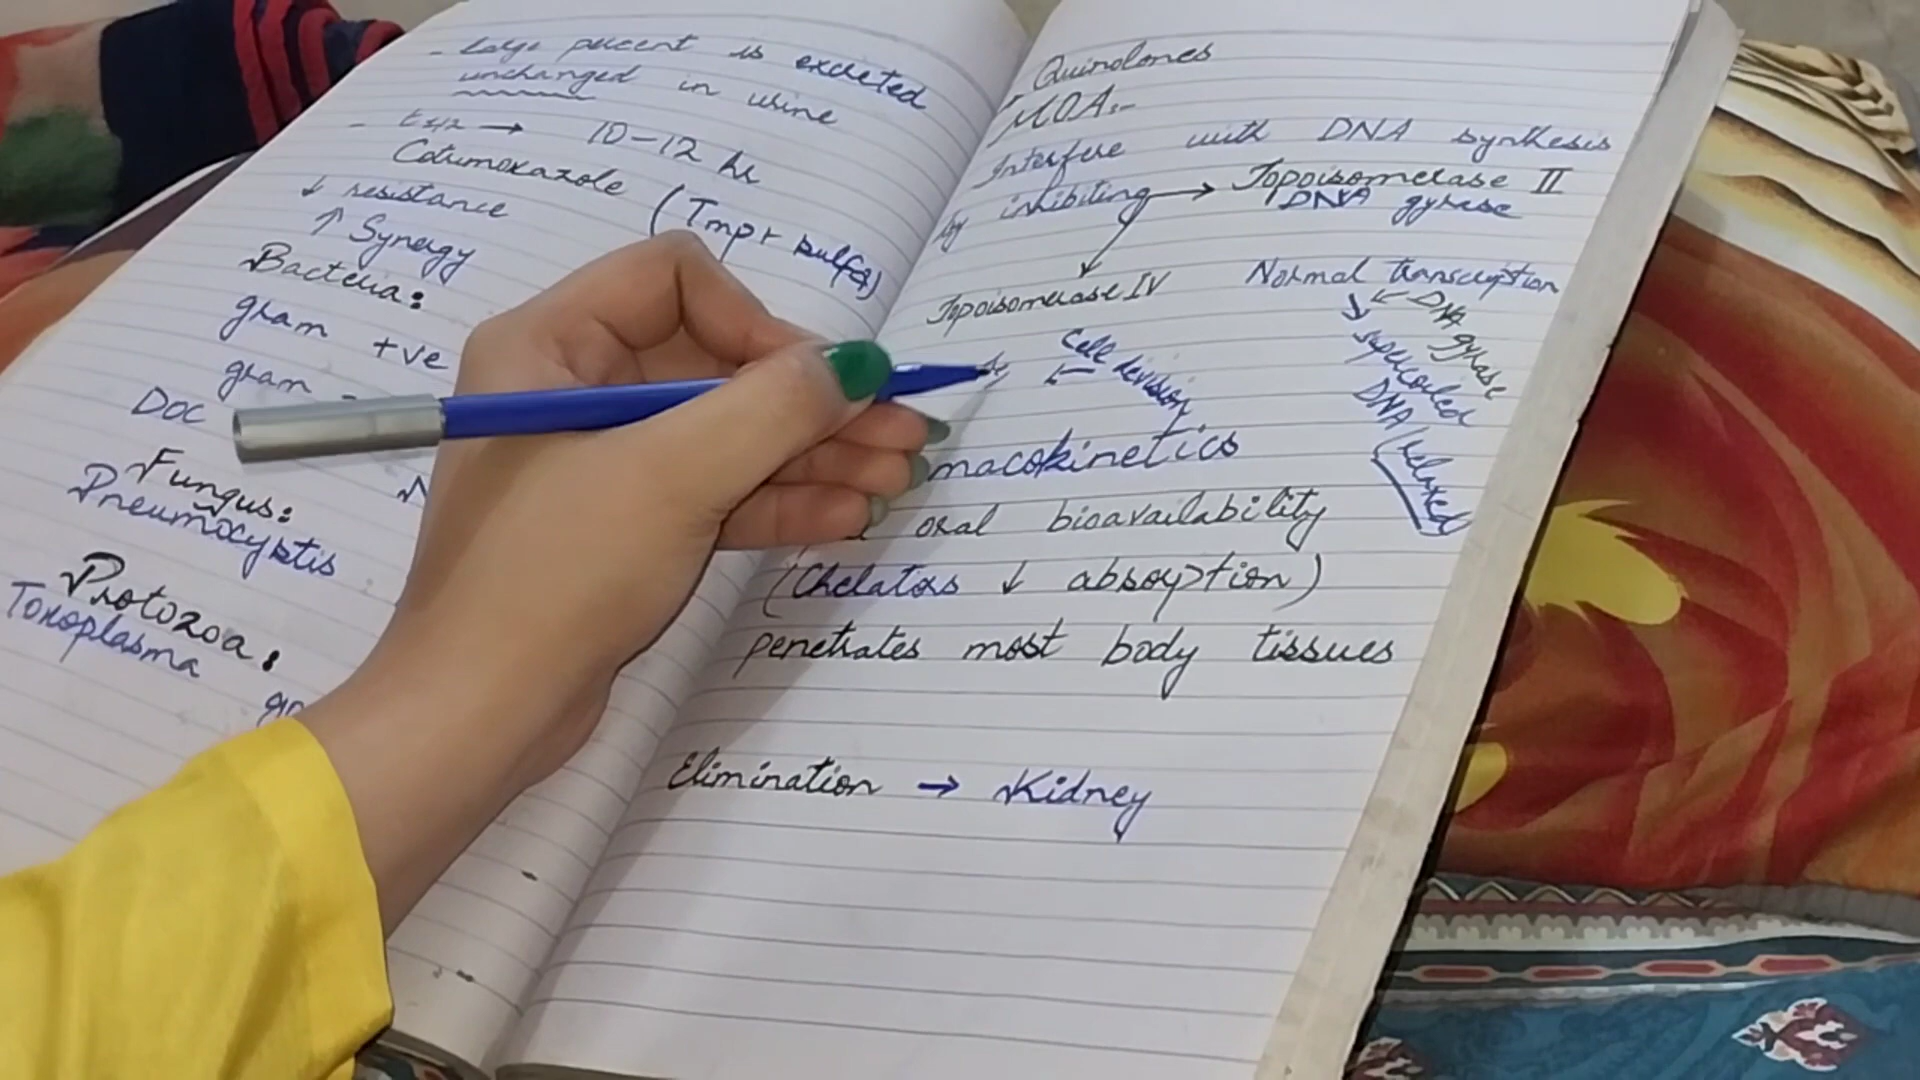 - Large percent is excreted
unchanged in urine
- t1/2 → 10-12 hr
Cotrimoxazole (Tmp + sulfa)
↓ resistance
↑ Synergy
Bacteria:
gram +ve
gram -
DOC
Fungus:
Pneumocystis
Protozoa:
Toxoplasma
Quinolones
MOA:-
Interfere with DNA synthesis
by inhibiting → Topoisomerase II
DNA gyrase
Topoisomerase IV
Cell division
Normal transcription
← DNA gyrase
supercoiled
DNA (relaxed
macokinetics
oral bioavailability
(Chelators ↓ absorption)
penetrates most body tissues
Elimination → Kidney